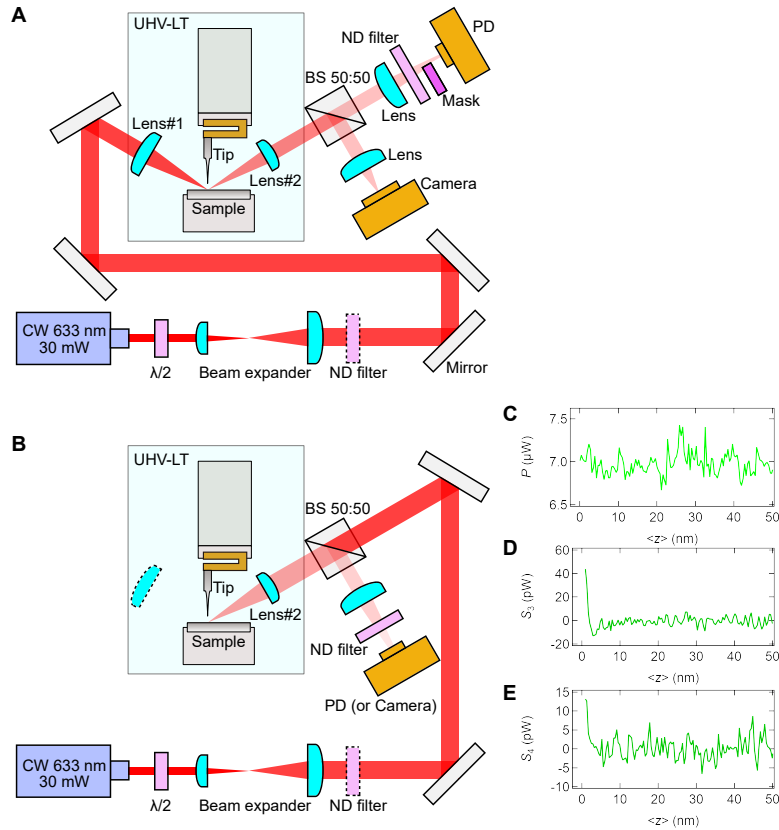 A
UHV-LT
Lens#1
Tip
Lens#2
Sample
BS 50:50
ND filter
PD
Mask
Lens
Lens
Camera
CW 633 nm
30 mW
λ/2
Beam expander
ND filter
Mirror
B
UHV-LT
Tip
Lens#2
Sample
BS 50:50
ND filter
PD (or Camera)
CW 633 nm
30 mW
λ/2
Beam expander
ND filter
C
P (μW)
7.5
7.0
6.5
0 10 20 30 40 50
<z> (nm)
D
S₃ (pW)
60
40
20
0
-20
0 10 20 30 40 50
<z> (nm)
E
S₄ (pW)
15
10
5
0
-5
-10
0 10 20 30 40 50
<z> (nm)